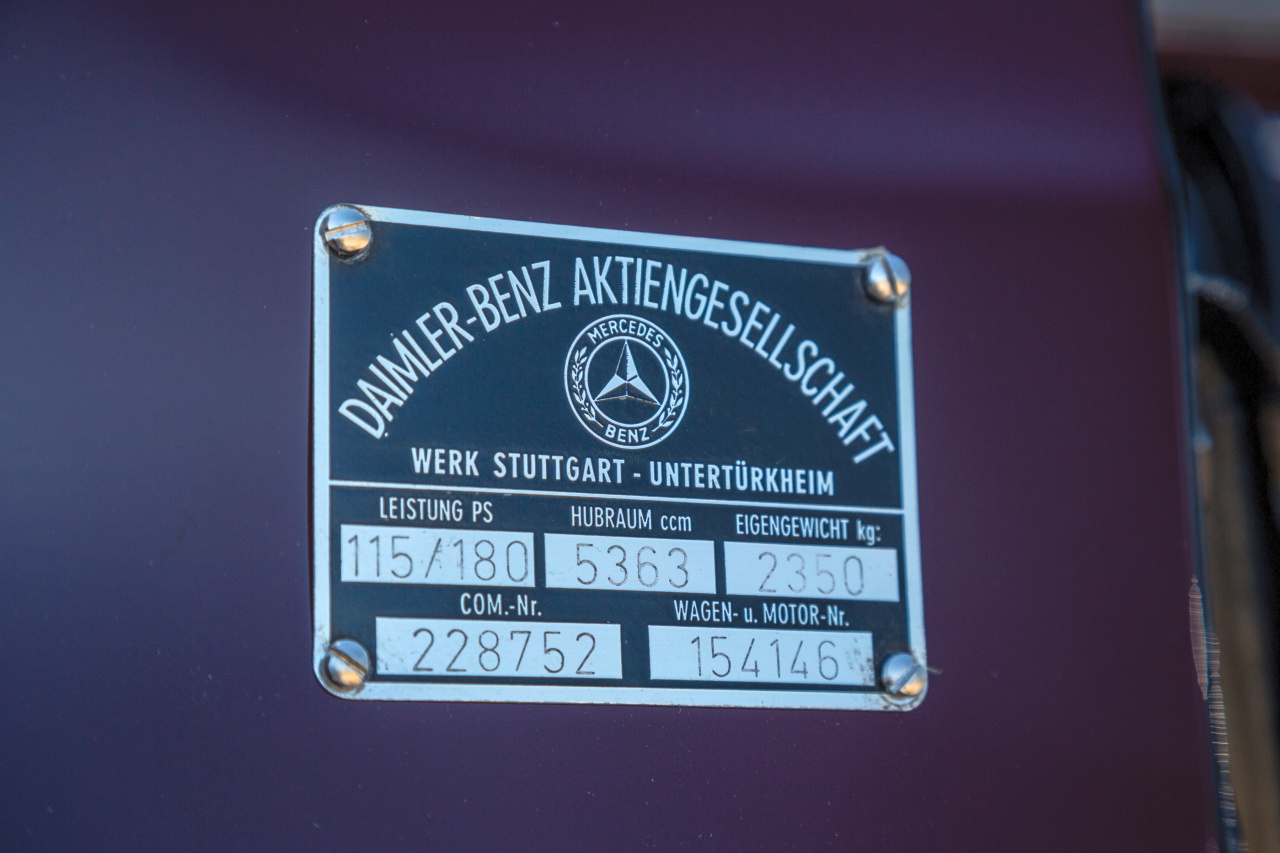 DAIMLER-BENZ AKTIENGESELLSCHAFT
MERCEDES
BENZ
WERK STUTTGART - UNTERTÜRKHEIM
LEISTUNG PS HUBRAUM ccm EIGENGEWICHT kg:
115/180 5363 2350
COM.-Nr. WAGEN- u. MOTOR-Nr.
228752 154146